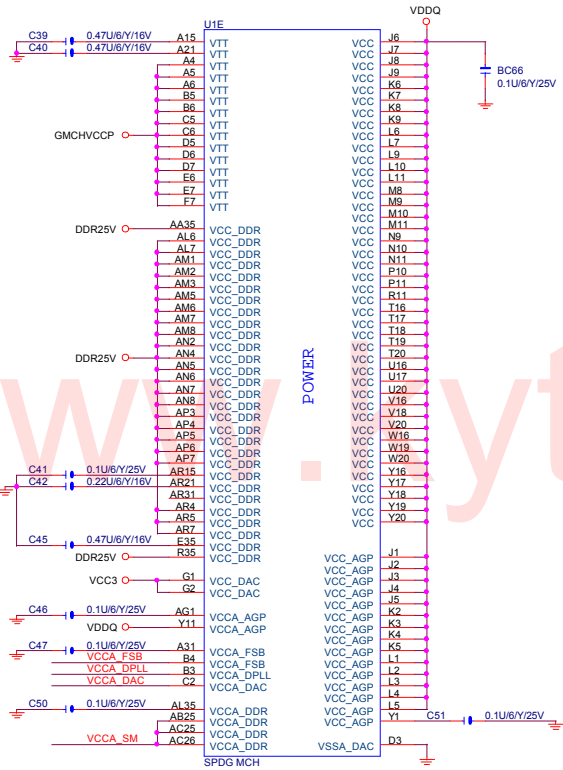 VDDQ
U1E
C39 0.47U/6/Y/16V A15 VTT VCC J6
C40 0.47U/6/Y/16V A21 VTT VCC J7
A4 VTT VCC J8
A5 VTT VCC J9
A6 VTT VCC K6
B5 VTT VCC K7
B6 VTT VCC K8
C5 VTT VCC K9
GMCHVCCP C6 VTT VCC L6
D5 VTT VCC L7
D6 VTT VCC L9
D7 VTT VCC L10
E6 VTT VCC L11
E7 VTT VCC M8
F7 VTT VCC M9
BC66
0.1U/6/Y/25V
VCC M10
DDR25V AA35 VCC_DDR VCC M11
AL6 VCC_DDR VCC N9
AL7 VCC_DDR VCC N10
AM1 VCC_DDR VCC N11
AM2 VCC_DDR VCC P10
AM3 VCC_DDR VCC P11
AM5 VCC_DDR VCC R11
AM6 VCC_DDR VCC T16
AM7 VCC_DDR VCC T17
AM8 VCC_DDR VCC T18
AN2 VCC_DDR VCC T19
DDR25V AN4 VCC_DDR VCC T20
AN5 VCC_DDR VCC U16
AN6 VCC_DDR VCC U17
AN7 VCC_DDR VCC U20
AN8 VCC_DDR VCC V16
AP3 VCC_DDR VCC V18
AP4 VCC_DDR VCC V20
AP5 VCC_DDR VCC W16
AP6 VCC_DDR VCC W19
AP7 VCC_DDR VCC W20
C41 0.1U/6/Y/25V AR15 VCC_DDR VCC Y16
C42 0.22U/6/Y/16V AR21 VCC_DDR VCC Y17
AR31 VCC_DDR VCC Y18
AR4 VCC_DDR VCC Y19
AR5 VCC_DDR VCC Y20
AR7 VCC_DDR
C45 0.47U/6/Y/16V E35 VCC_DDR
DDR25V R35 VCC_DDR VCC_AGP J1
VCC_AGP J2
VCC3 G1 VCC_DAC VCC_AGP J3
G2 VCC_DAC VCC_AGP J4
VCC_AGP J5
C46 0.1U/6/Y/25V AG1 VCCA_AGP VCC_AGP K2
VDDQ Y11 VCCA_AGP VCC_AGP K3
VCC_AGP K4
C47 0.1U/6/Y/25V A31 VCCA_FSB VCC_AGP K5
VCCA_FSB B4 VCCA_FSB VCC_AGP L1
VCCA_DPLL B3 VCCA_DPLL VCC_AGP L2
VCCA_DAC C2 VCCA_DAC VCC_AGP L3
VCC_AGP L4
C50 0.1U/6/Y/25V AL35 VCCA_DDR VCC_AGP L5
AB25 VCCA_DDR VCC_AGP Y1 C51 0.1U/6/Y/25V
AC25 VCCA_DDR
VCCA_SM AC26 VCCA_DDR VSSA_DAC D3
SPDG MCH
POWER
www.kyt